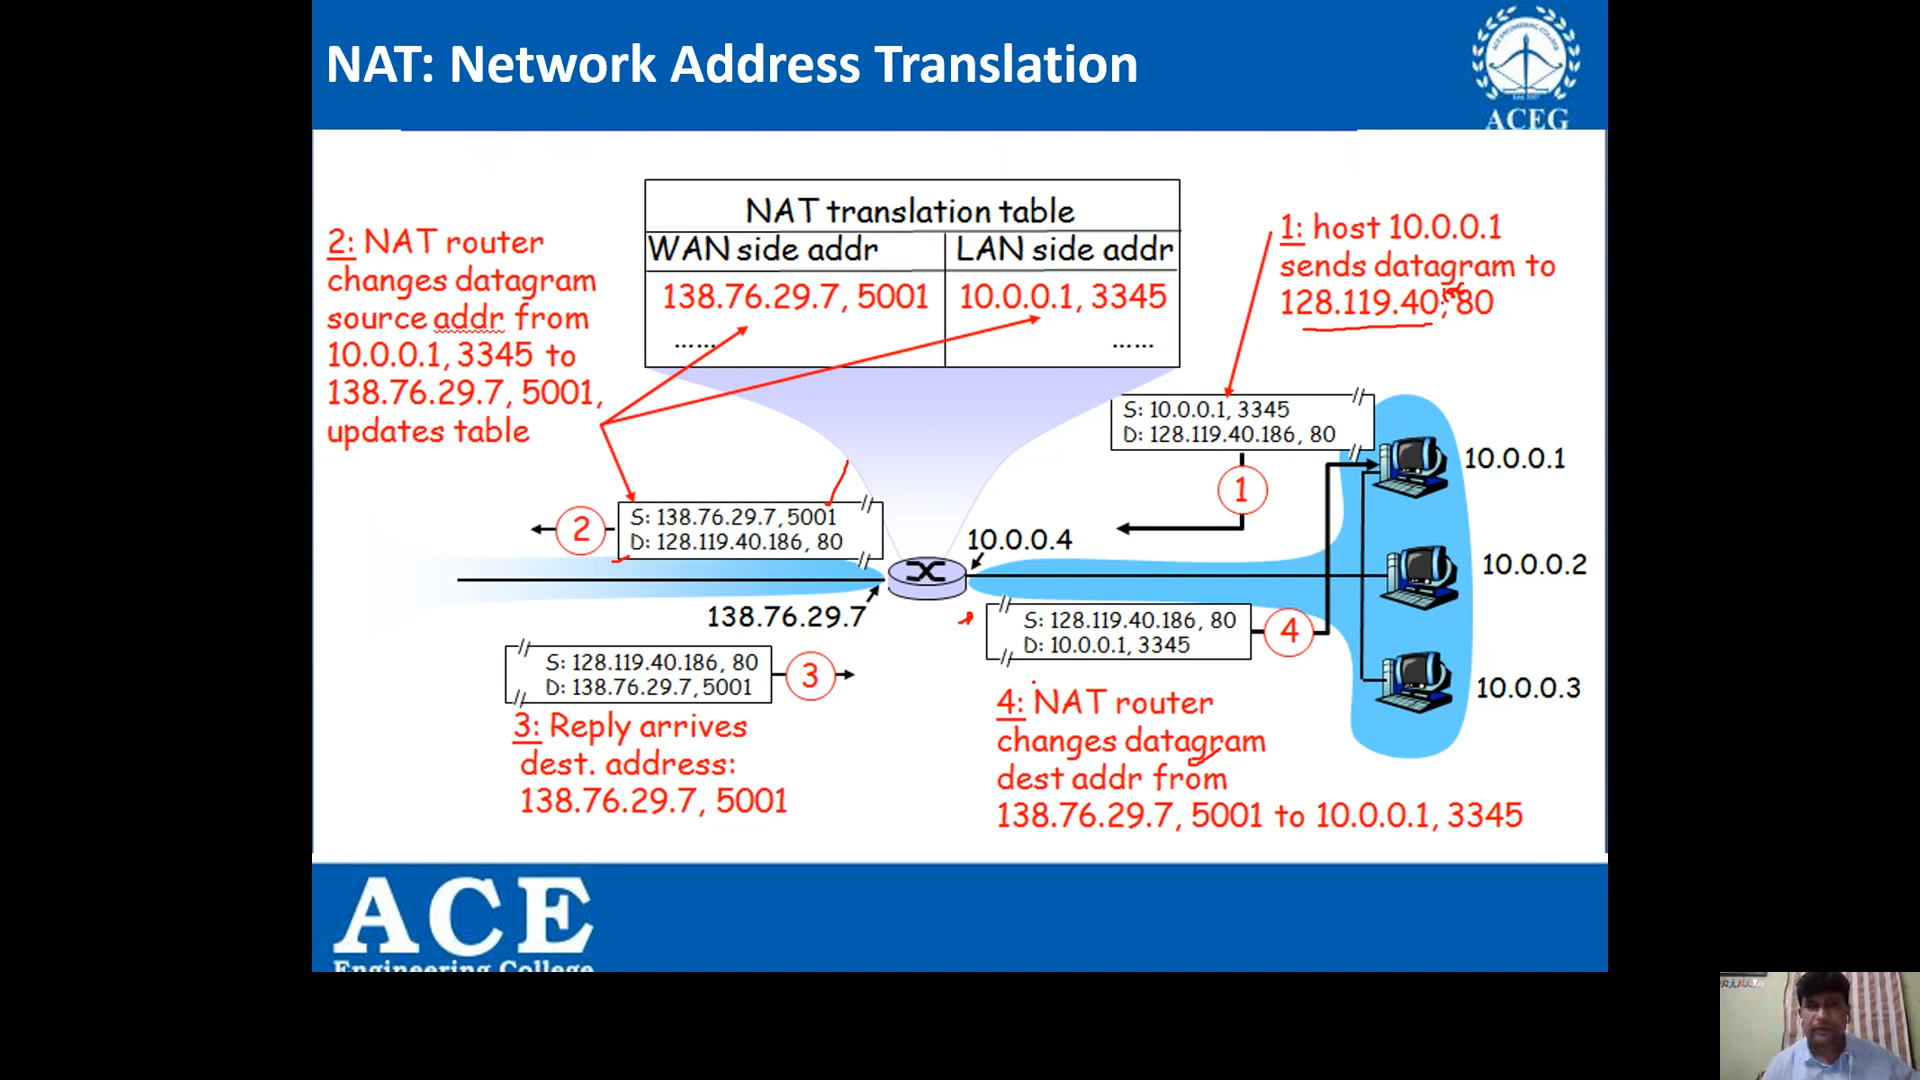 NAT: Network Address Translation
ACEG
NAT translation table
WAN side addr LAN side addr
138.76.29.7, 5001 10.0.0.1, 3345
...... ......
1: host 10.0.0.1
sends datagram to
128.119.40, 80
2: NAT router
changes datagram
source addr from
10.0.0.1, 3345 to
138.76.29.7, 5001,
updates table
S: 10.0.0.1, 3345
D: 128.119.40.186, 80
1
10.0.0.1
S: 138.76.29.7, 5001
D: 128.119.40.186, 80
2
10.0.0.4
10.0.0.2
138.76.29.7
S: 128.119.40.186, 80
D: 10.0.0.1, 3345
4
S: 128.119.40.186, 80
D: 138.76.29.7, 5001
3
10.0.0.3
3: Reply arrives
dest. address:
138.76.29.7, 5001
4: NAT router
changes datagram
dest addr from
138.76.29.7, 5001 to 10.0.0.1, 3345
ACE
Engineering College